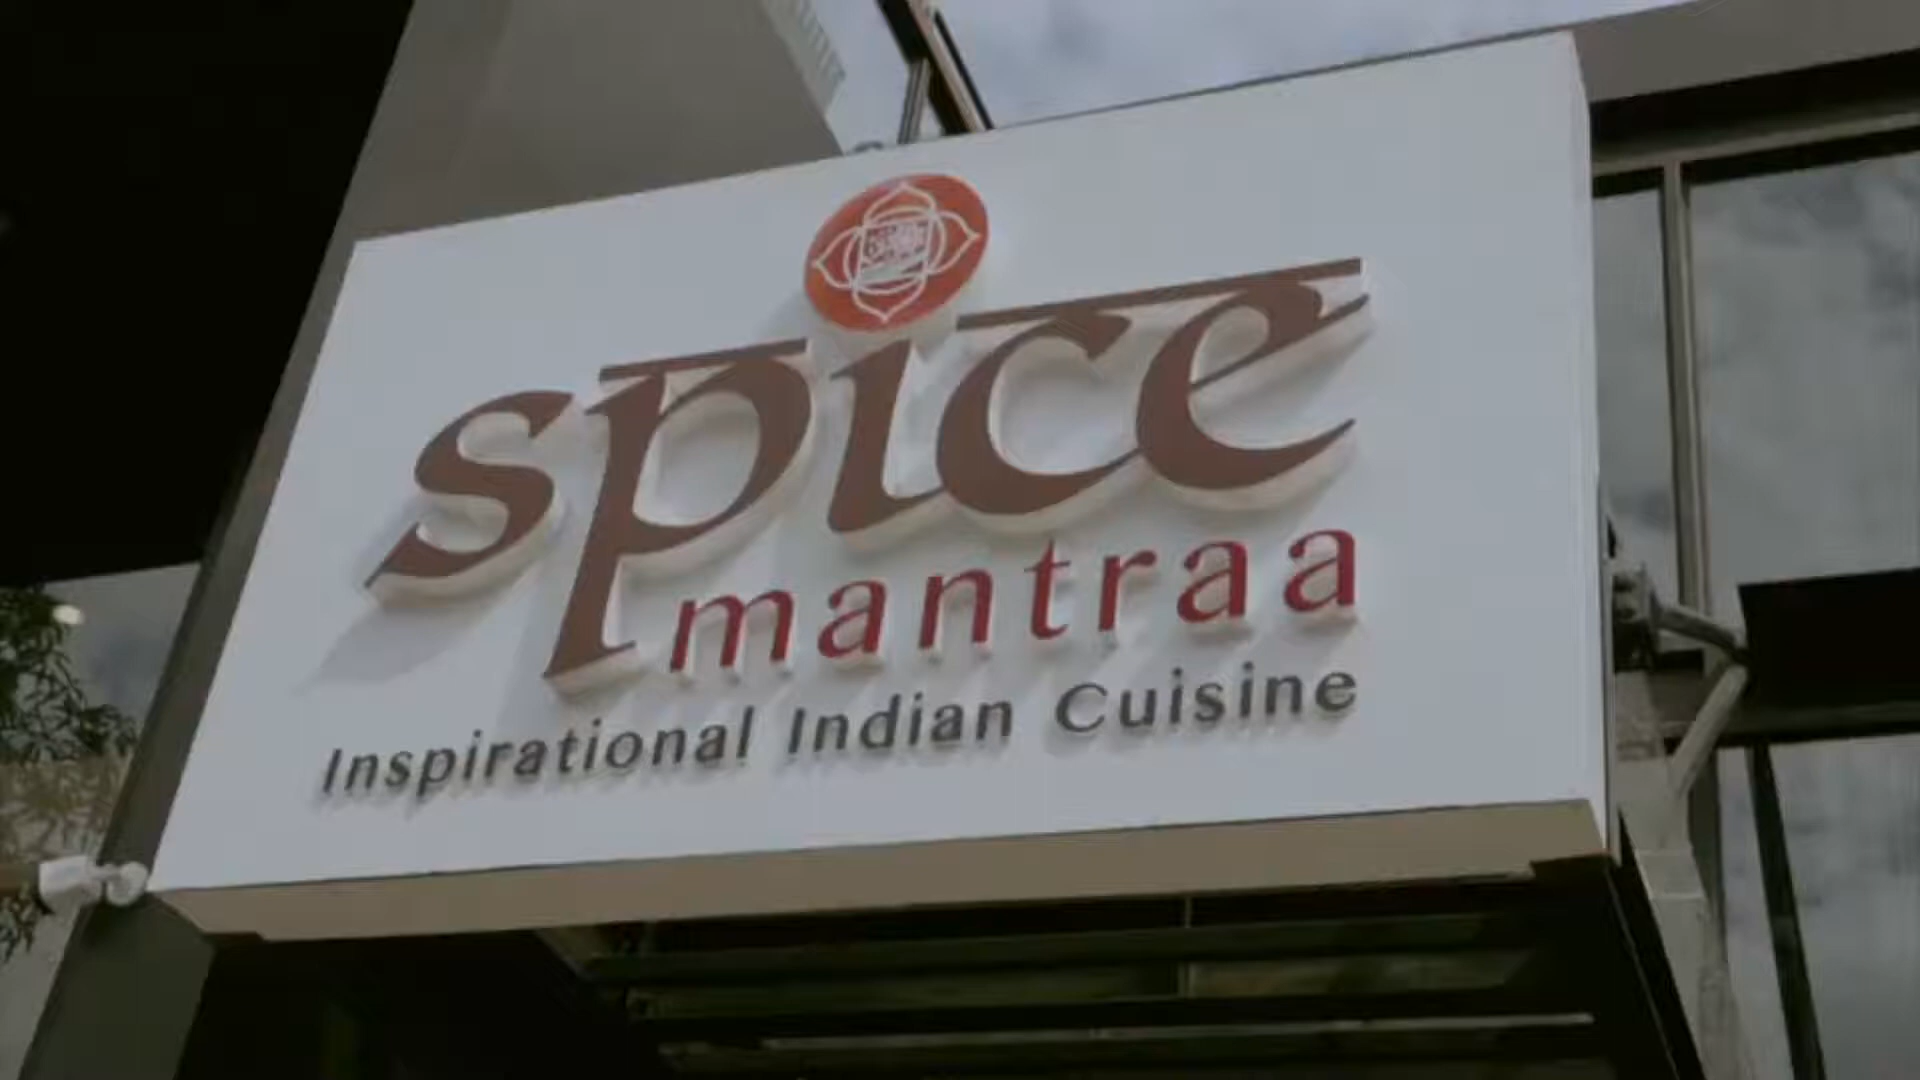 spice
mantraa
Inspirational Indian Cuisine